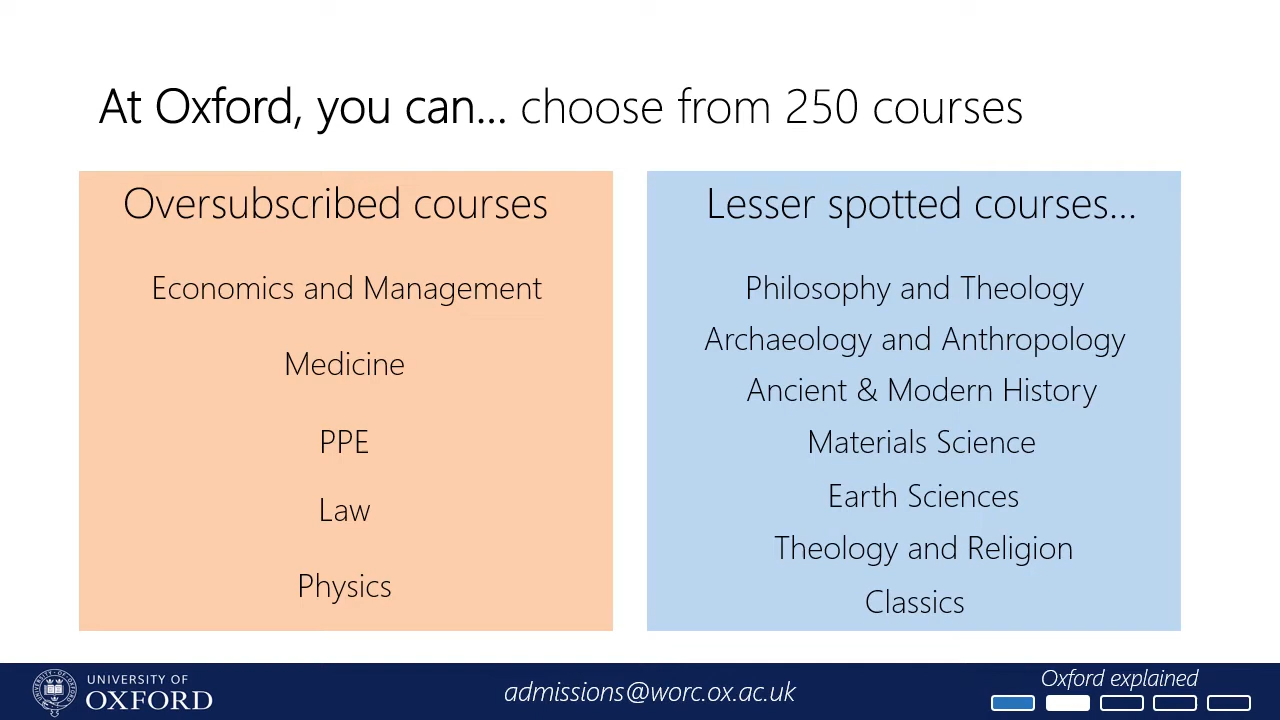 At Oxford, you can... choose from 250 courses
Oversubscribed courses
Economics and Management
Medicine
PPE
Law
Physics
Lesser spotted courses...
Philosophy and Theology
Archaeology and Anthropology
Ancient & Modern History
Materials Science
Earth Sciences
Theology and Religion
Classics
UNIVERSITY OF
OXFORD
admissions@worc.ox.ac.uk
Oxford explained